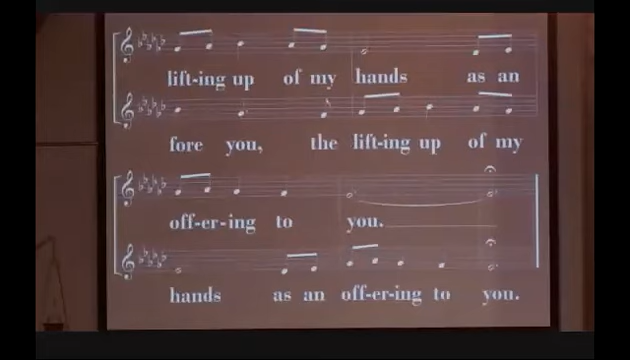 lift-ing up of my hands as an
fore you, the lift-ing up of my
off-er-ing to you.
hands as an off-er-ing to you.